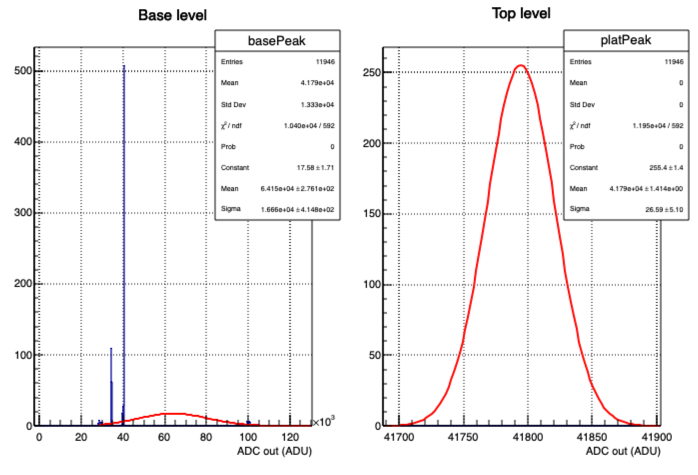 Base level
basePeak
Entries 11946
Mean 4.179e+04
Std Dev 1.333e+04
χ² / ndf 1.040e+04 / 592
Prob 0
Constant 17.58 ± 1.71
Mean 6.415e+04 ± 2.761e+02
Sigma 1.666e+04 ± 4.148e+02
500
400
300
200
100
0
0 20 40 60 80 100 120
×10³
ADC out (ADU)
Top level
platPeak
Entries 11946
Mean 0
Std Dev 0
χ² / ndf 1.195e+04 / 592
Prob 0
Constant 255.4 ± 1.4
Mean 4.179e+04 ± 1.414e+00
Sigma 26.59 ± 5.10
250
200
150
100
50
0
41700 41750 41800 41850 41900
ADC out (ADU)